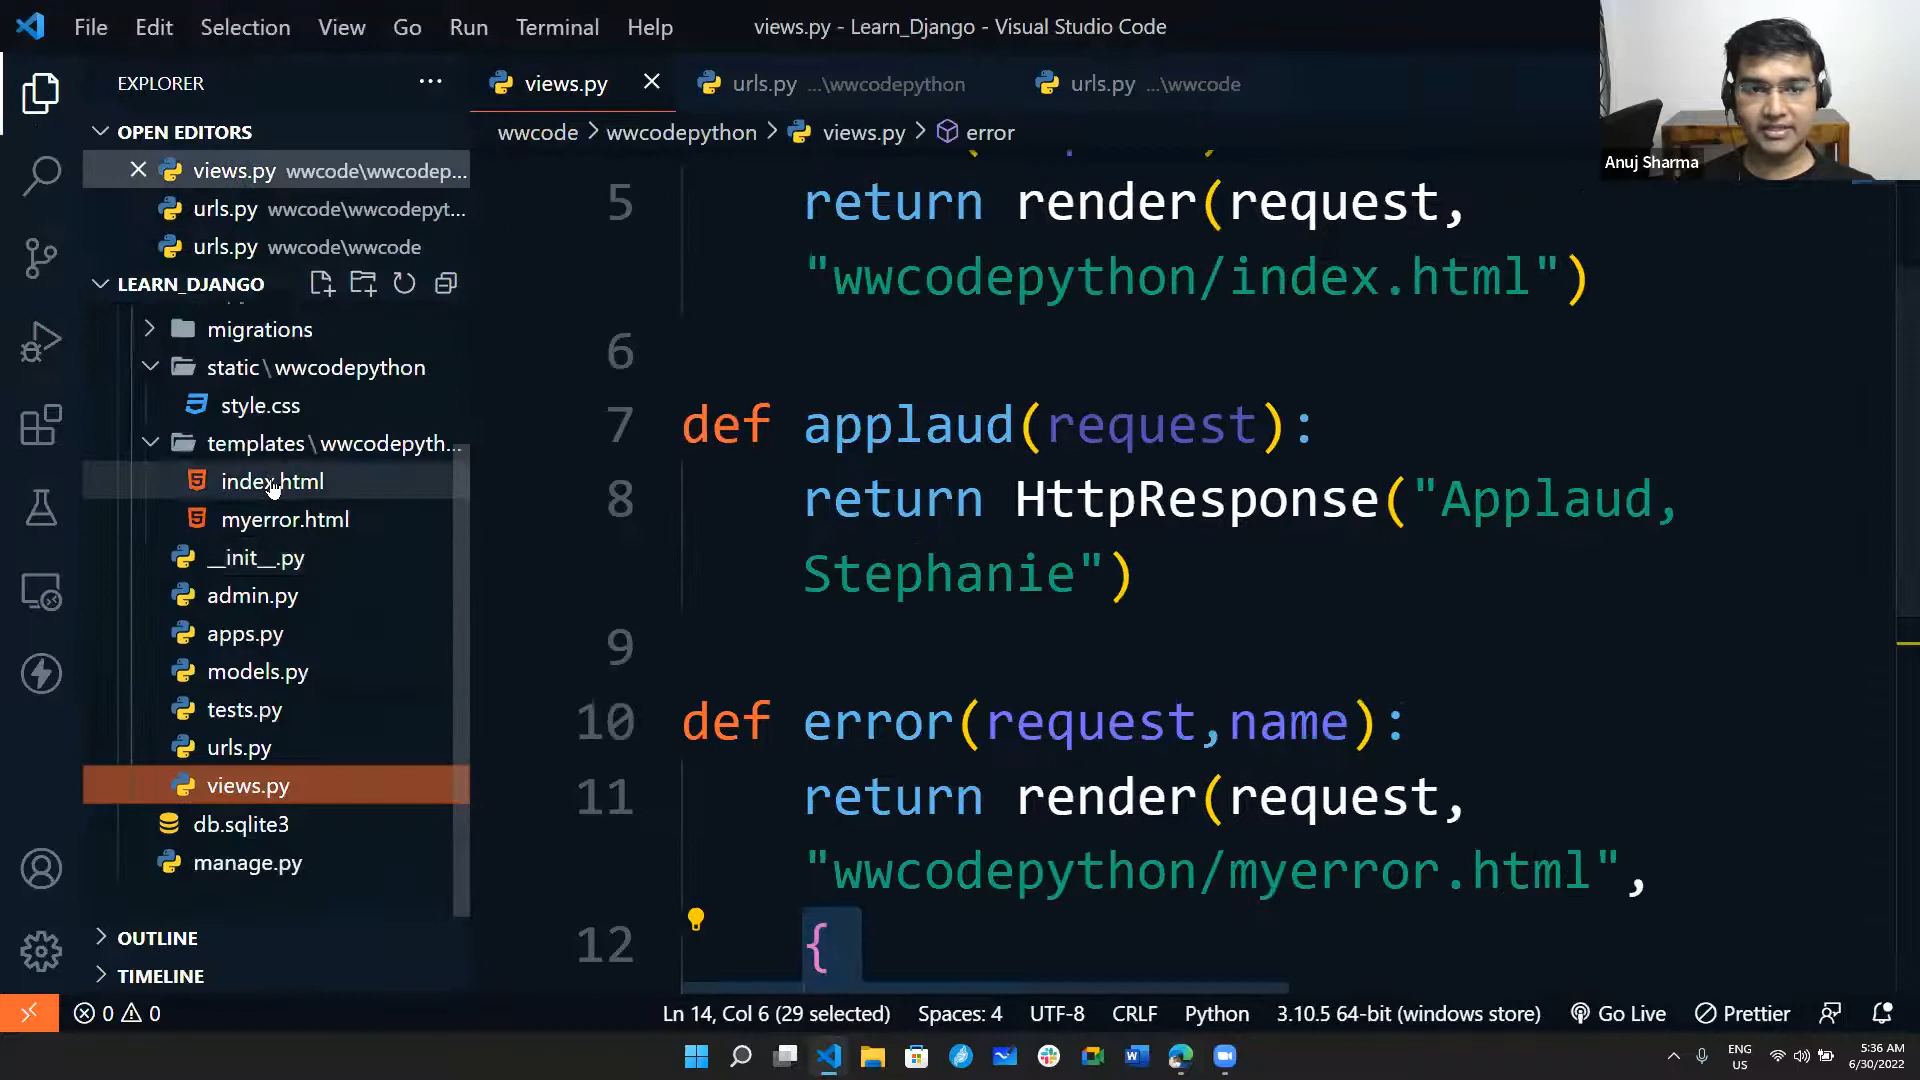 File Edit Selection View Go Run Terminal Help views.py - Learn_Django - Visual Studio Code
EXPLORER ...
OPEN EDITORS
views.py wwcode\wwcodep...
urls.py wwcode\wwcodepyt...
urls.py wwcode\wwcode
LEARN_DJANGO
migrations
static\wwcodepython
style.css
templates\wwcodepyth...
index.html
myerror.html
__init__.py
admin.py
apps.py
models.py
tests.py
urls.py
views.py
db.sqlite3
manage.py
OUTLINE
TIMELINE
views.py urls.py ...\wwcodepython urls.py ...\wwcode
wwcode > wwcodepython > views.py > error
5 return render(request,
"wwcodepython/index.html")
6
7 def applaud(request):
8 return HttpResponse("Applaud,
Stephanie")
9
10 def error(request,name):
11 return render(request,
"wwcodepython/myerror.html",
12 {
Anuj Sharma
0 0 Ln 14, Col 6 (29 selected) Spaces: 4 UTF-8 CRLF Python 3.10.5 64-bit (windows store) Go Live Prettier
ENG
US
5:36 AM
6/30/2022